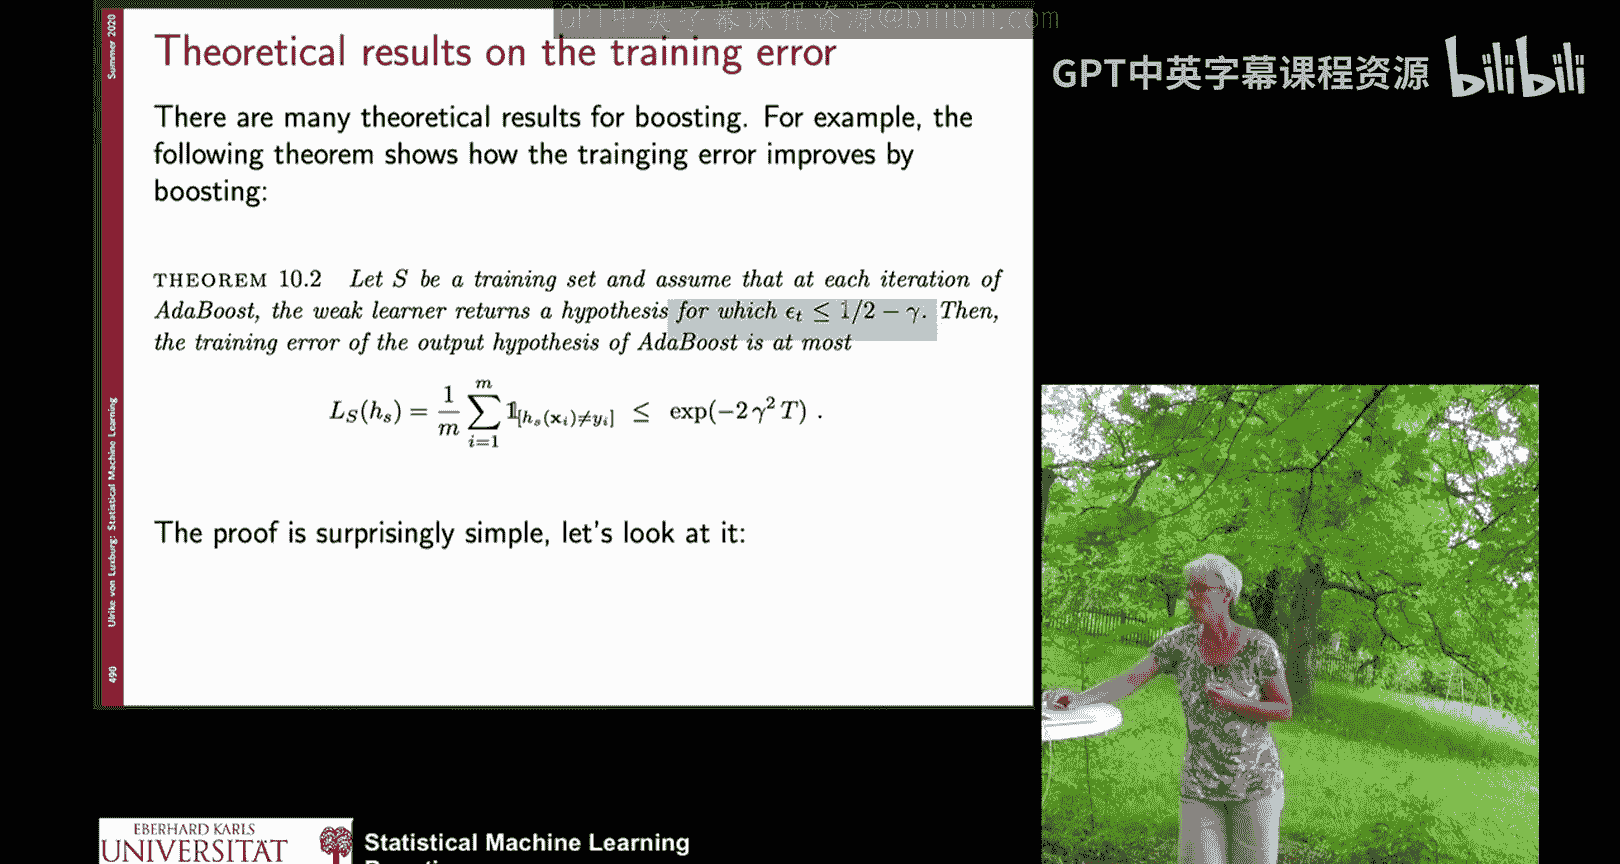 GPT中英字幕课程资源@bilibili.com
GPT中英字幕课程资源 bilibili
Summer 2020
Theoretical results on the training error
There are many theoretical results for boosting. For example, the
following theorem shows how the trainging error improves by
boosting:
THEOREM 10.2 Let S be a training set and assume that at each iteration of
AdaBoost, the weak learner returns a hypothesis for which ϵt ≤ 1/2 − γ. Then,
the training error of the output hypothesis of AdaBoost is at most
LS(hs) = 1/m ∑_{i=1}^{m} 𝟙[hs(xi)≠yi] ≤ exp(−2 γ² T) .
The proof is surprisingly simple, let's look at it:
Ulrike von Luxburg: Statistical Machine Learning
490
EBERHARD KARLS
UNIVERSITÄT
Statistical Machine Learning